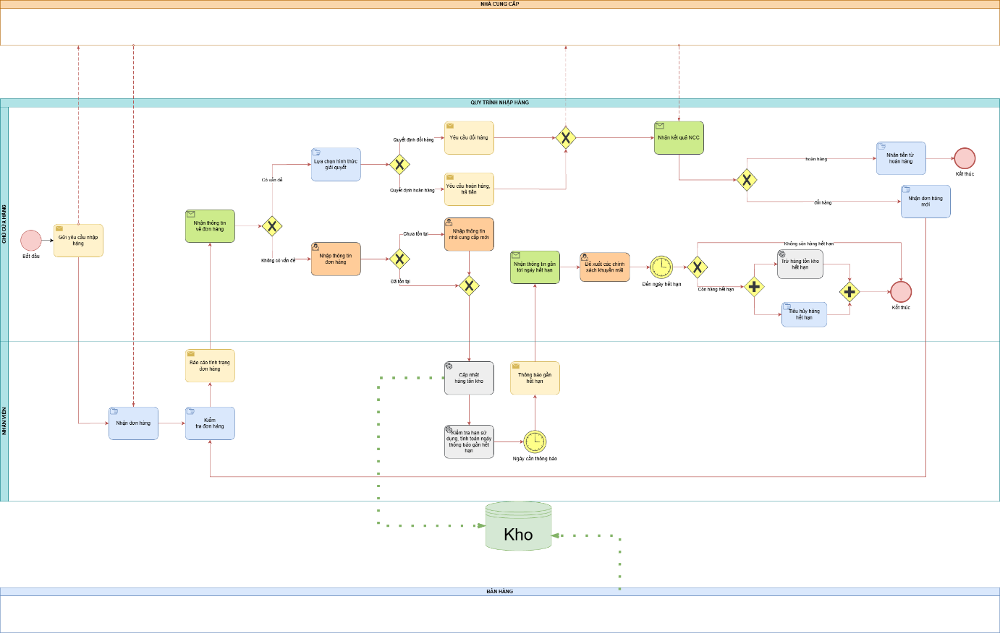 NHÀ CUNG CẤP
QUY TRÌNH NHẬP HÀNG
CHỦ CỬA HÀNG
Bắt đầu
Gửi yêu cầu nhập
hàng
Nhận thông tin
về đơn hàng
Có vấn đề
Không có vấn đề
Lựa chọn hình thức
giải quyết
Quyết định đổi hàng
Quyết định hoàn hàng
Yêu cầu đổi hàng
Yêu cầu hoàn hàng,
trả tiền
Nhận kết quả NCC
hoàn hàng
đổi hàng
Nhận tiền từ
hoàn hàng
Kết thúc
Nhận đơn hàng
mới
Nhập thông tin
đơn hàng
Chưa tồn tại
Đã tồn tại
Nhập thông tin
nhà cung cấp mới
Nhận thông tin gần
tới ngày hết hạn
Đề xuất các chính
sách khuyến mãi
Đến ngày hết hạn
Không còn hàng hết hạn
Còn hàng hết hạn
Trừ hàng tồn kho
hết hạn
Tiêu hủy hàng
hết hạn
Kết thúc
NHÂN VIÊN
Báo cáo tình trạng
đơn hàng
Nhận đơn hàng
Kiểm
tra đơn hàng
Cập nhật
hàng tồn kho
Kiểm tra hạn sử
dụng, tính toán ngày
thông báo gần hết
hạn
Thông báo gần
hết hạn
Ngày cần thông báo
Kho
BÁN HÀNG